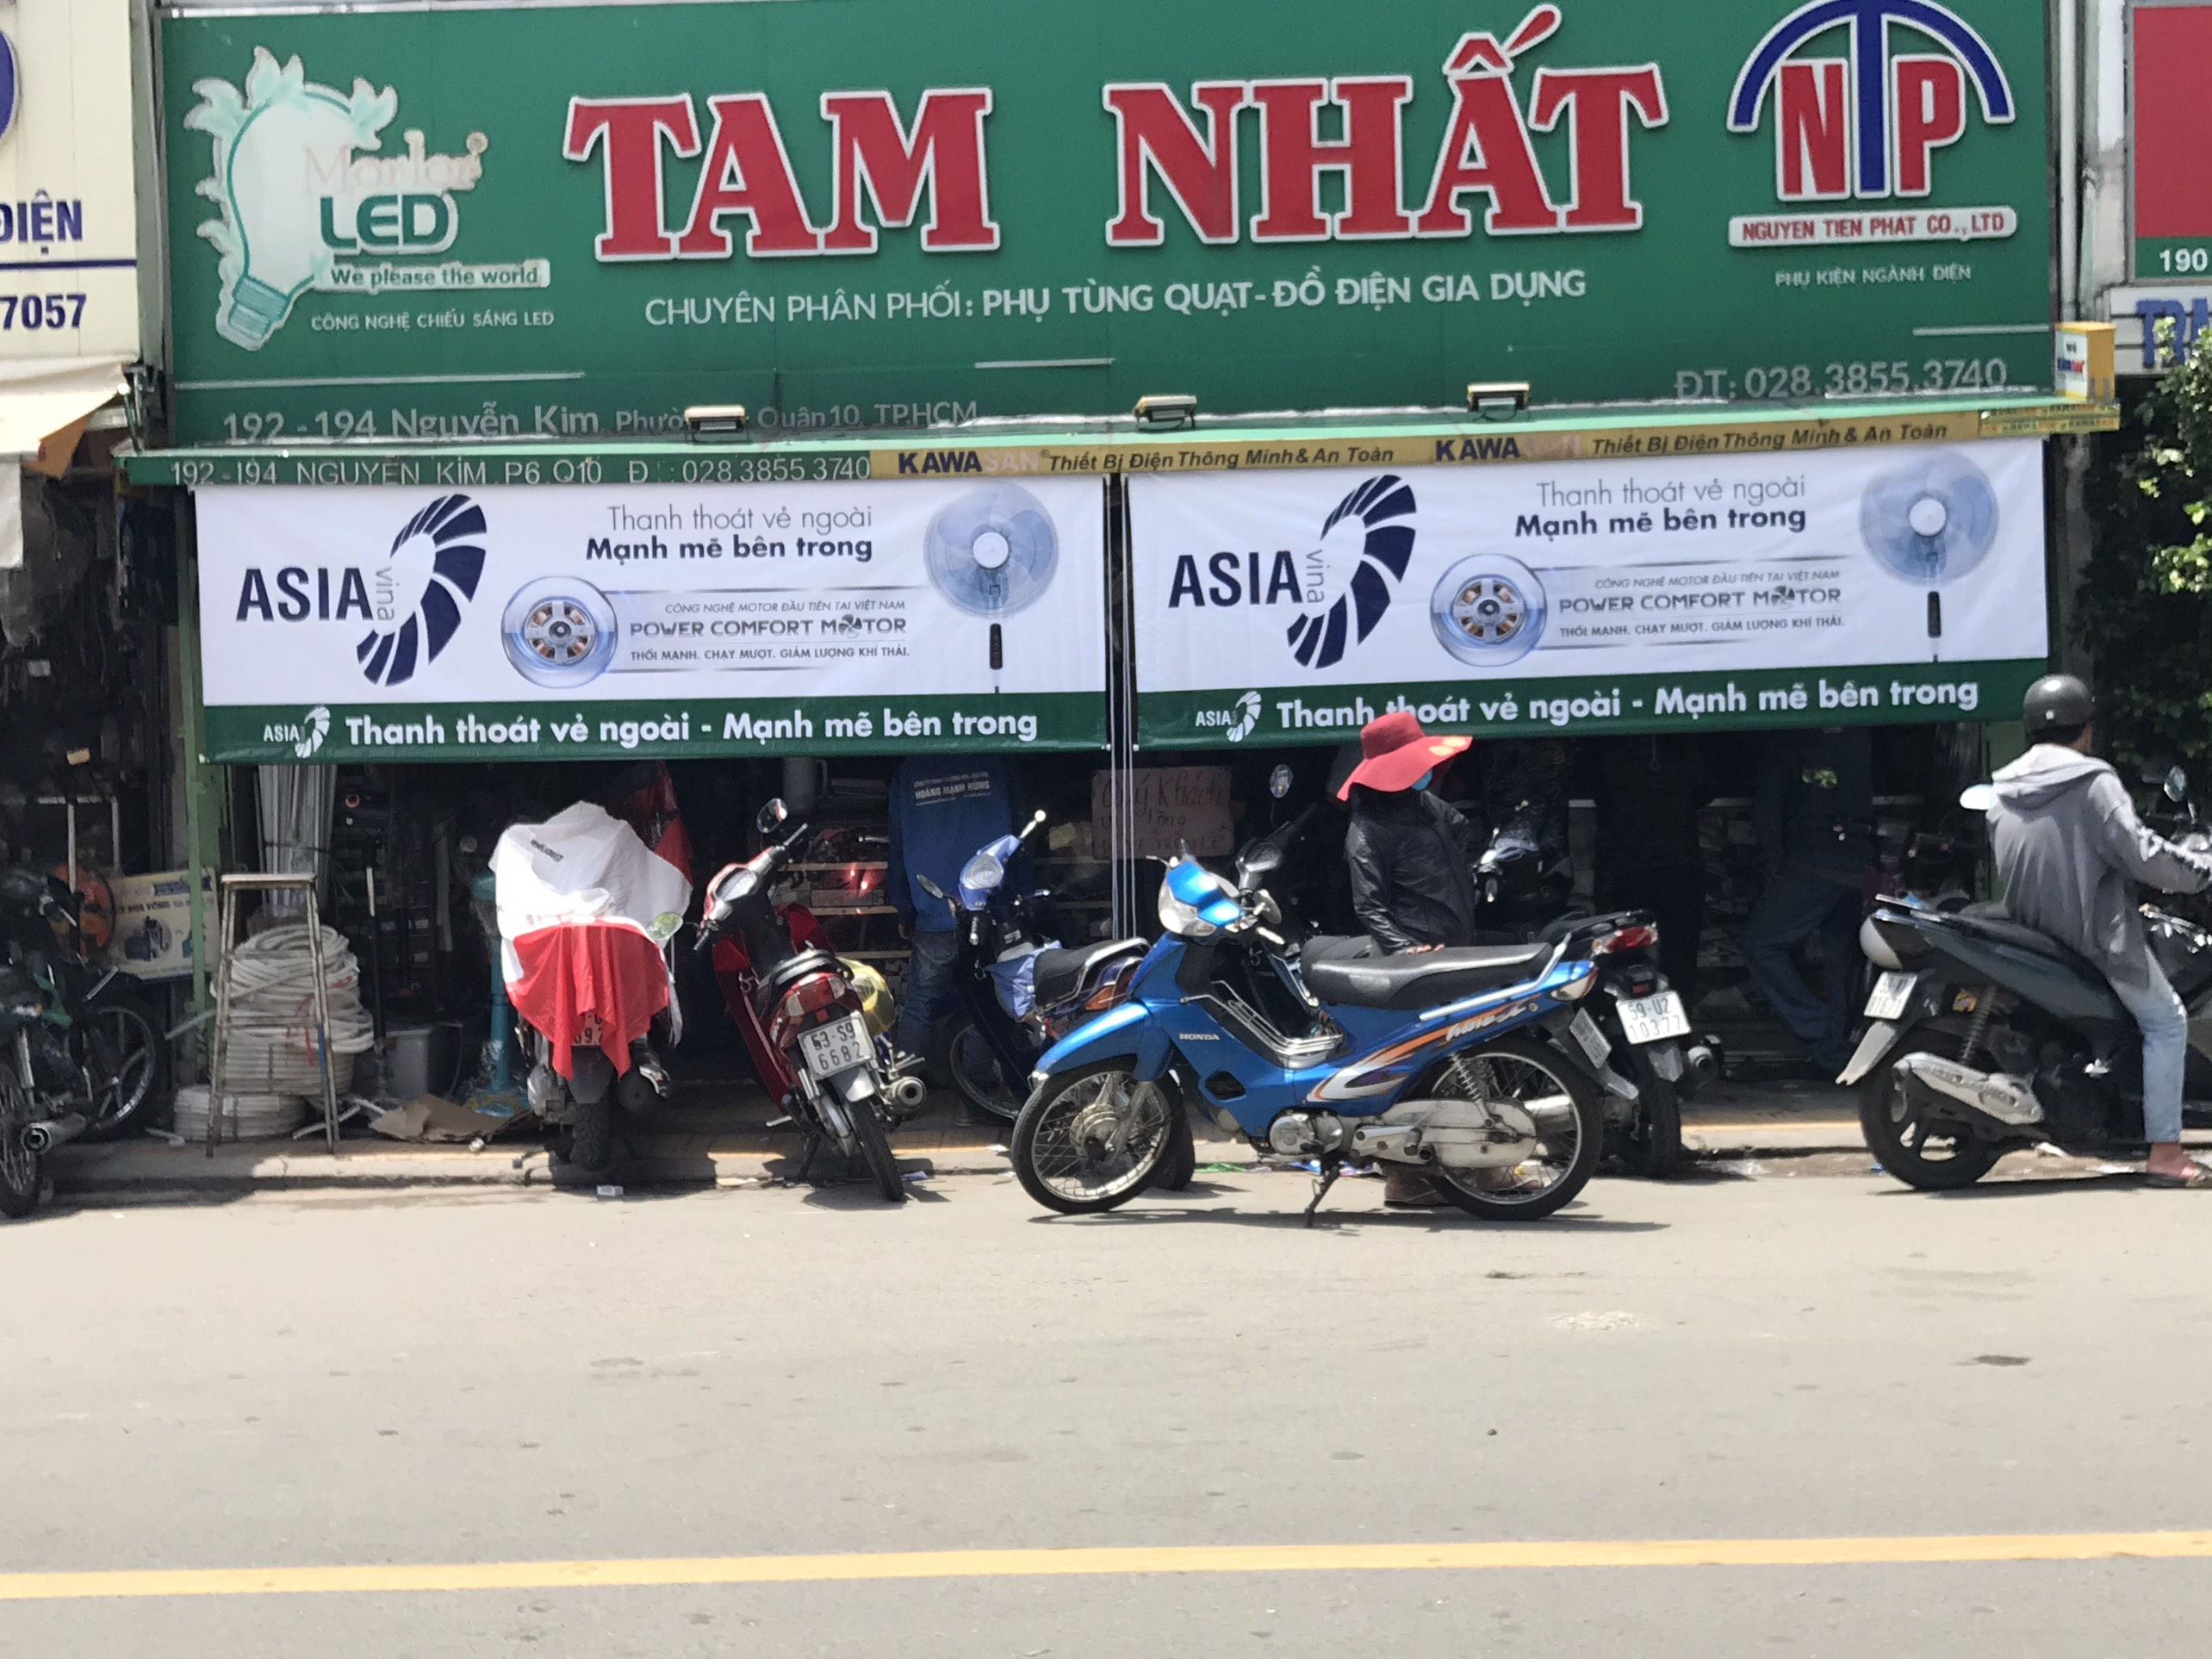 ĐIỆN
7057
Morler
LED
We please the world
CÔNG NGHỆ CHIẾU SÁNG LED
TAM NHẤT
CHUYÊN PHÂN PHỐI: PHỤ TÙNG QUẠT - ĐỒ ĐIỆN GIA DỤNG
NTP
NGUYEN TIEN PHAT CO., LTD
PHỤ KIỆN NGÀNH ĐIỆN
ĐT: 028.3855.3740
192 - 194 Nguyễn Kim, Quận 10, TP.HCM
190
192 - 194 NGUYỄN KIM . P6 . Q10 028.3855 3740
KAWASAN Thiết Bị Điện Thông Minh & An Toàn
KAWA Thiết Bị Điện Thông Minh & An Toàn
ASIA vina
Thanh thoát vẻ ngoài
Mạnh mẽ bên trong
CÔNG NGHỆ MOTOR ĐẦU TIÊN TẠI VIỆT NAM
POWER COMFORT MOTOR
THỔI MẠNH. CHẠY MƯỢT. GIẢM LƯỢNG KHÍ THẢI.
ASIA Thanh thoát vẻ ngoài - Mạnh mẽ bên trong
ASIA vina
Thanh thoát vẻ ngoài
Mạnh mẽ bên trong
CÔNG NGHỆ MOTOR ĐẦU TIÊN TẠI VIỆT NAM
POWER COMFORT MOTOR
THỔI MẠNH. CHẠY MƯỢT. GIẢM LƯỢNG KHÍ THẢI.
ASIA Thanh thoát vẻ ngoài - Mạnh mẽ bên trong
HOÀNG MẠNH HÙNG
Quý Khách
HONDA
63-S9
6682
59-U2
10377